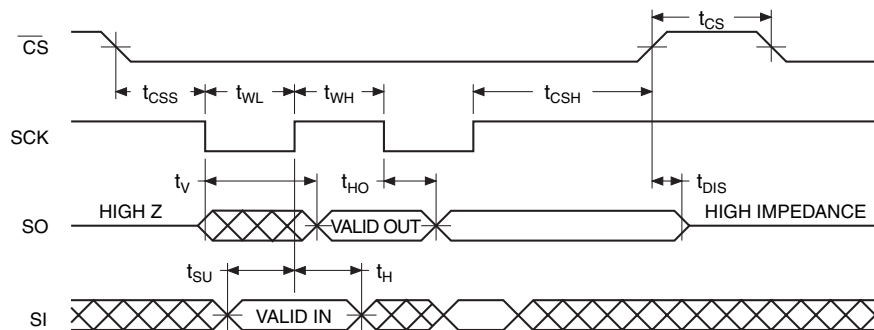 t_CS
CS
t_CSS t_WL t_WH t_CSH
SCK
t_V t_HO t_DIS
HIGH Z VALID OUT HIGH IMPEDANCE
SO
t_SU t_H
SI VALID IN